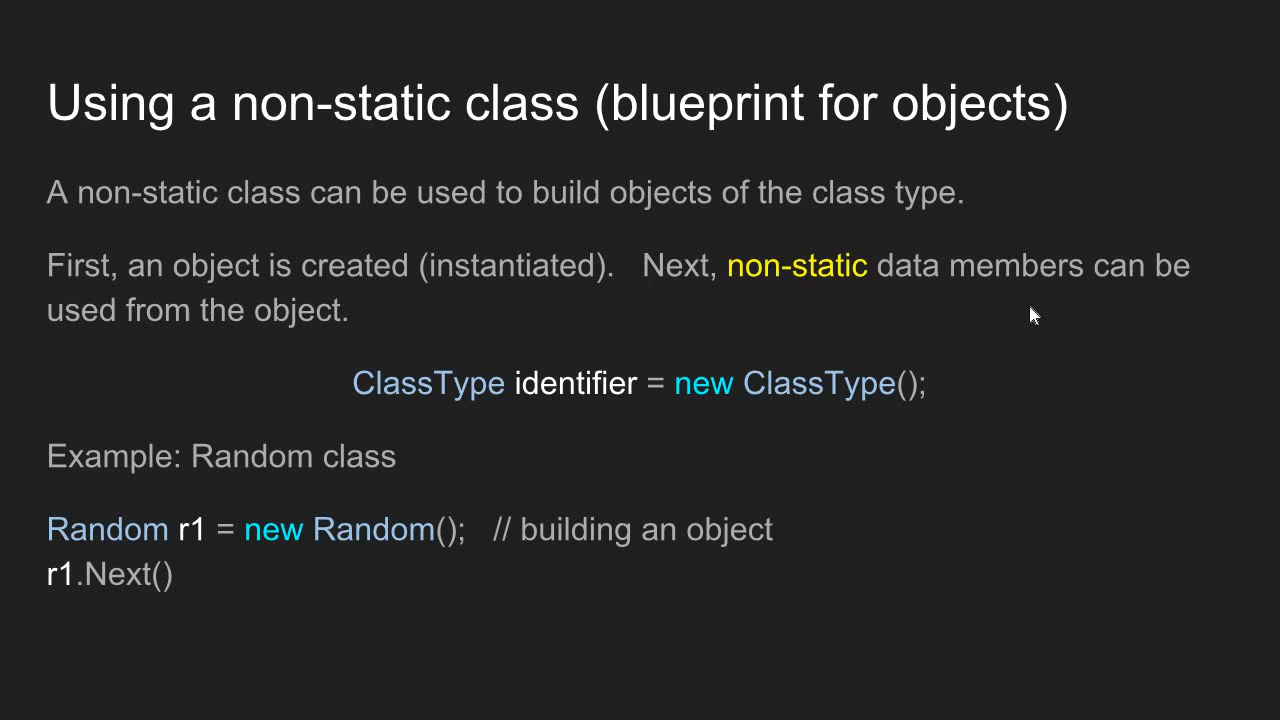 Using a non-static class (blueprint for objects)
A non-static class can be used to build objects of the class type.
First, an object is created (instantiated).   Next, non-static data members can be
used from the object.
ClassType identifier = new ClassType();
Example: Random class
Random r1 = new Random();   // building an object
r1.Next()